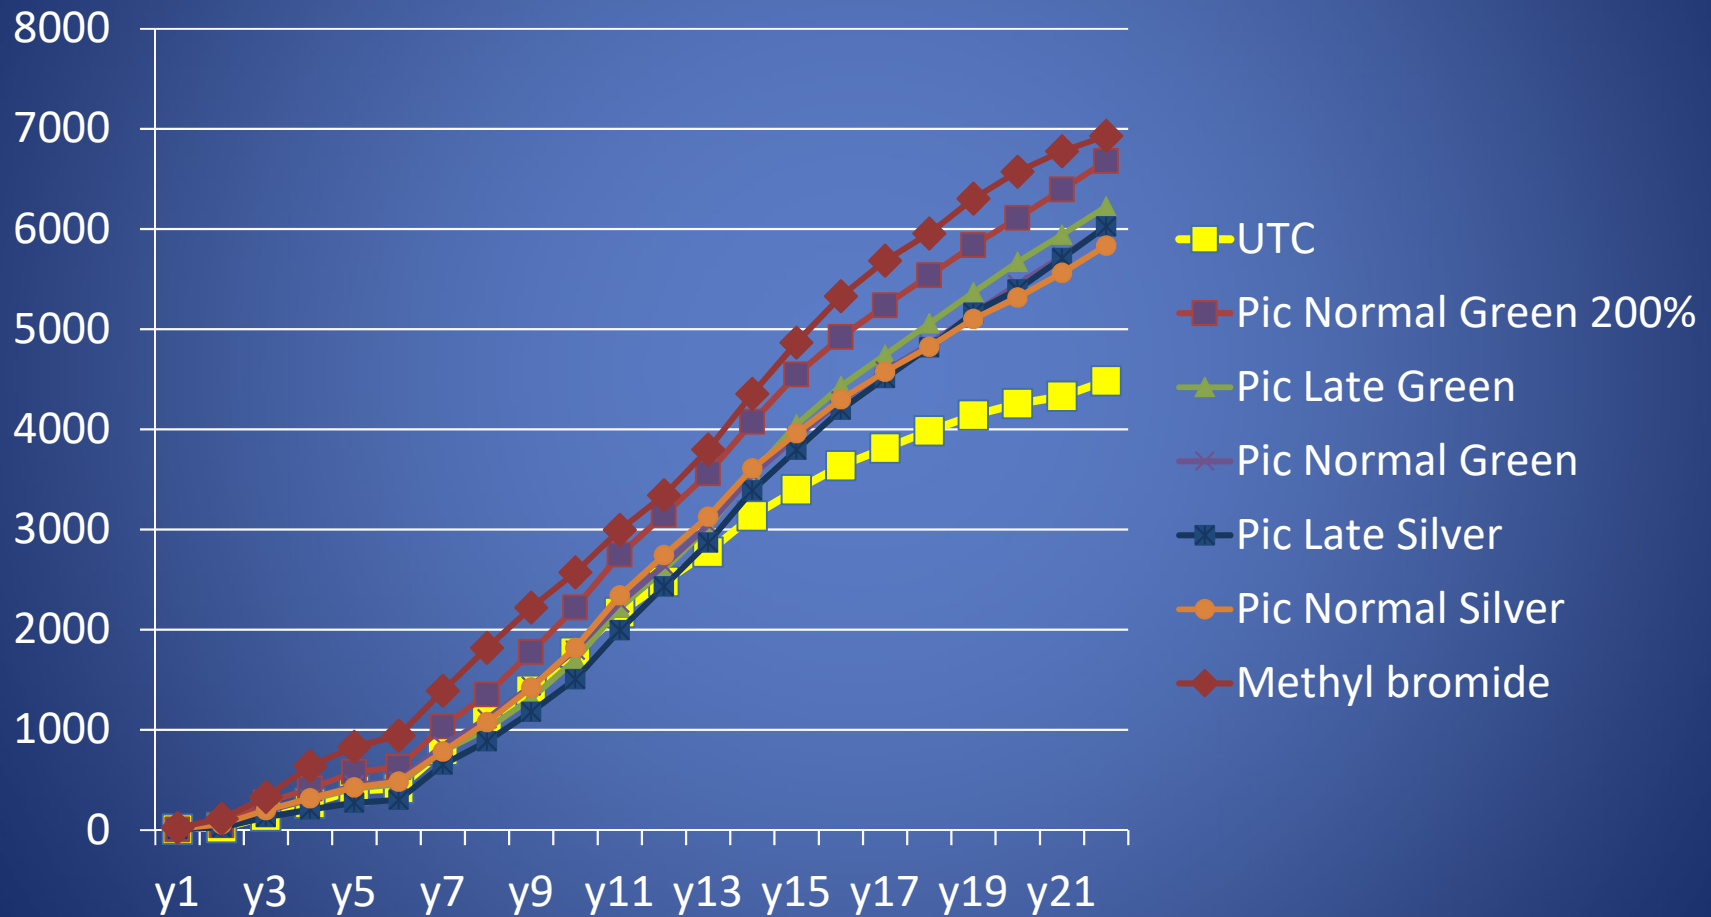 8000
7000
6000
5000
4000
3000
2000
1000
0
y1 y3 y5 y7 y9 y11 y13 y15 y17 y19 y21
UTC
Pic Normal Green 200%
Pic Late Green
Pic Normal Green
Pic Late Silver
Pic Normal Silver
Methyl bromide